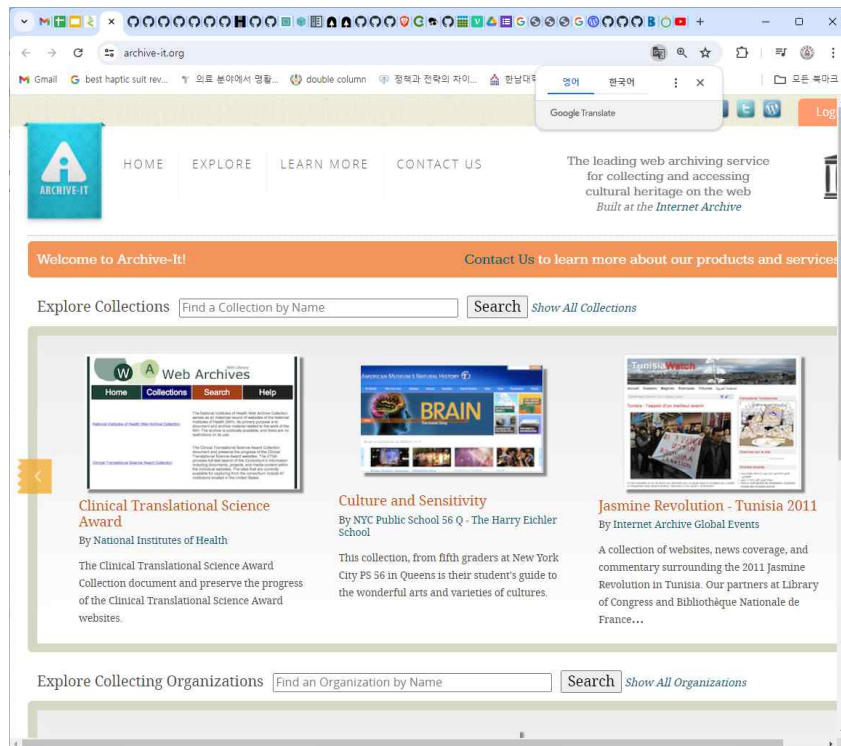 archive-it.org
Gmail
best haptic suit rev...
의료 분야에서 명활...
double column
정책과 전략의 차이...
한남대학
모든 북마크
영어 한국어
Google Translate
Log
ARCHIVE-IT
HOME EXPLORE LEARN MORE CONTACT US
The leading web archiving service
for collecting and accessing
cultural heritage on the web
Built at the Internet Archive
Welcome to Archive-It!
Contact Us to learn more about our products and services
Explore Collections Find a Collection by Name Search Show All Collections
W A Web Archives
Home Collections Search Help
AMERICAN MUSEUM & NATURAL HISTORY
BRAIN
TunisiaWatch
Clinical Translational Science
Award
By National Institutes of Health
The Clinical Translational Science Award
Collection document and preserve the progress
of the Clinical Translational Science Award
websites.
Culture and Sensitivity
By NYC Public School 56 Q - The Harry Eichler
School
This collection, from fifth graders at New York
City PS 56 in Queens is their student's guide to
the wonderful arts and varieties of cultures.
Jasmine Revolution - Tunisia 2011
By Internet Archive Global Events
A collection of websites, news coverage, and
commentary surrounding the 2011 Jasmine
Revolution in Tunisia. Our partners at Library
of Congress and Bibliothèque Nationale de
France...
Explore Collecting Organizations Find an Organization by Name Search Show All Organizations